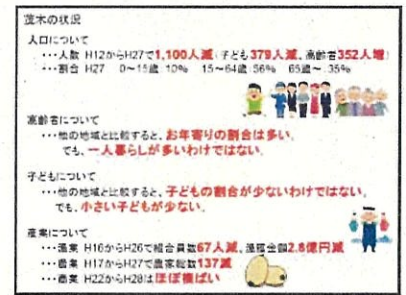 茂木の状況
人口について
・・・人数 H12からH27で1,100人減(子ども379人減、高齢者352人増)
・・・割合 H27 0~15歳:10% 15~64歳:56% 65歳~:35%
高齢者について
・・・他の地域と比較すると、お年寄りの割合は多い。
でも、一人暮らしが多いわけではない。
子どもについて
・・・他の地域と比較すると、子どもの割合が少ないわけではない。
でも、小さい子どもが少ない。
産業について
・・・漁業 H16からH26で組合員数67人減、漁獲金額2.8億円減
・・・農業 H17からH27で農家総数137減
・・・商業 H22からH28はほぼ横ばい